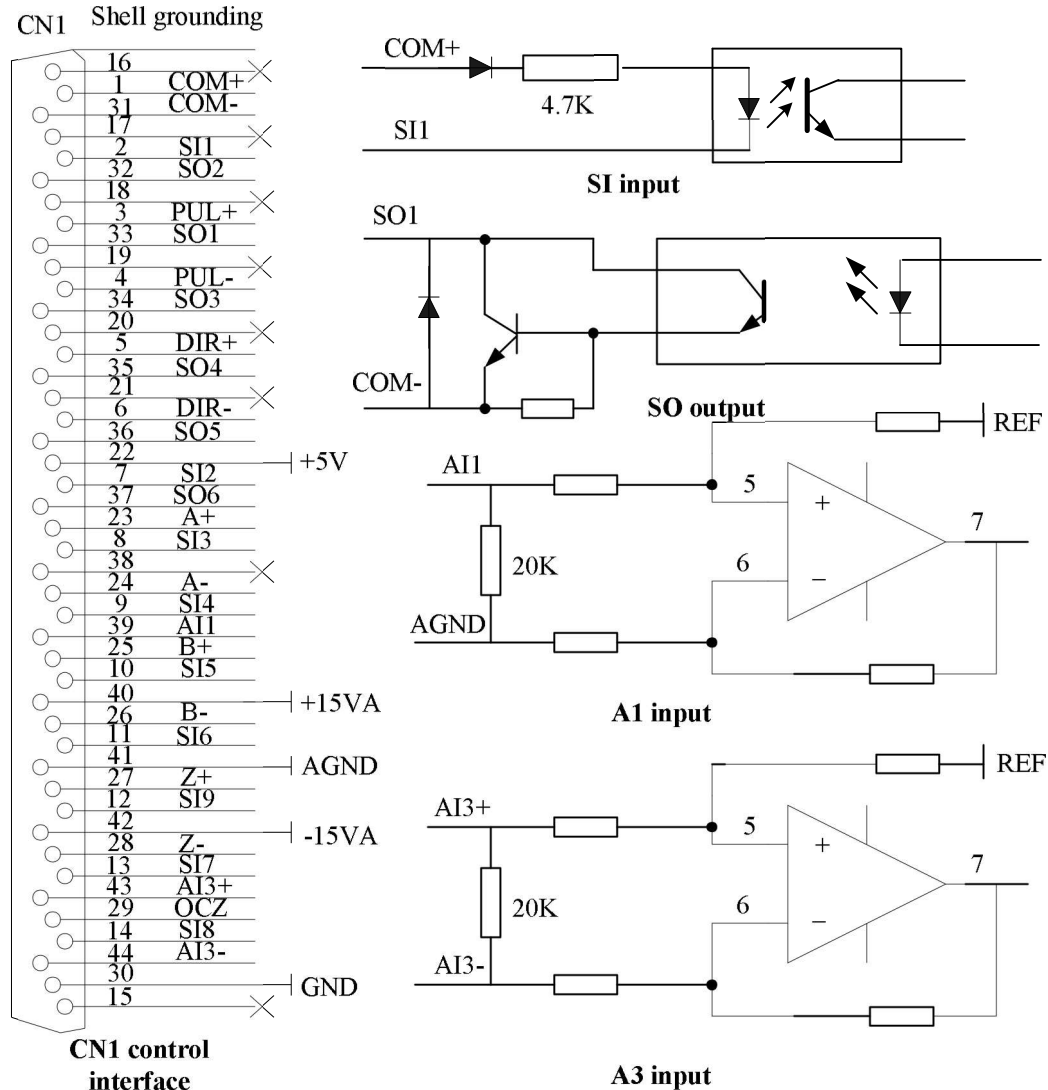 CN1 Shell grounding
16
1 COM+
31 COM-
17
2 SI1
32 SO2
18
3 PUL+
33 SO1
19
4 PUL-
34 SO3
20
5 DIR+
35 SO4
21
6 DIR-
36 SO5
22 +5V
7 SI2
37 SO6
23 A+
8 SI3
38
24 A-
9 SI4
39 AI1
25 B+
10 SI5
40 +15VA
26 B-
11 SI6
41 AGND
27 Z+
12 SI9
42 -15VA
28 Z-
13 SI7
43 AI3+
29 OCZ
14 SI8
44 AI3-
30 GND
15
CN1 control
interface
COM+
4.7K
SI1
SI input
SO1
COM-
SO output
REF
AI1
5
+
20K
7
6
−
AGND
A1 input
REF
AI3+
5
+
20K
7
6
−
AI3-
A3 input